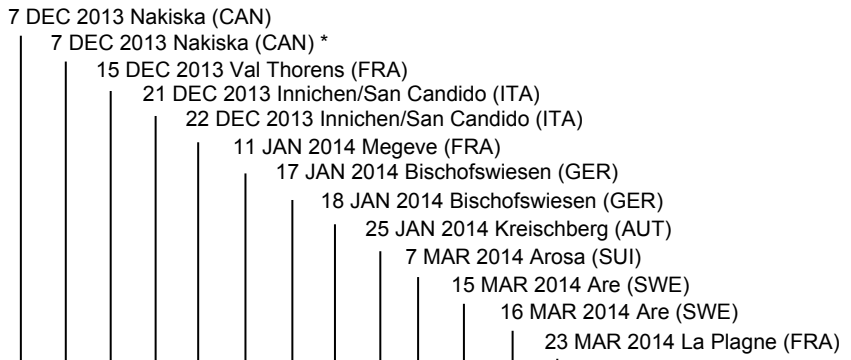 7 DEC 2013 Nakiska (CAN)
7 DEC 2013 Nakiska (CAN) *
15 DEC 2013 Val Thorens (FRA)
21 DEC 2013 Innichen/San Candido (ITA)
22 DEC 2013 Innichen/San Candido (ITA)
11 JAN 2014 Megeve (FRA)
17 JAN 2014 Bischofswiesen (GER)
18 JAN 2014 Bischofswiesen (GER)
25 JAN 2014 Kreischberg (AUT)
7 MAR 2014 Arosa (SUI)
15 MAR 2014 Are (SWE)
16 MAR 2014 Are (SWE)
23 MAR 2014 La Plagne (FRA)